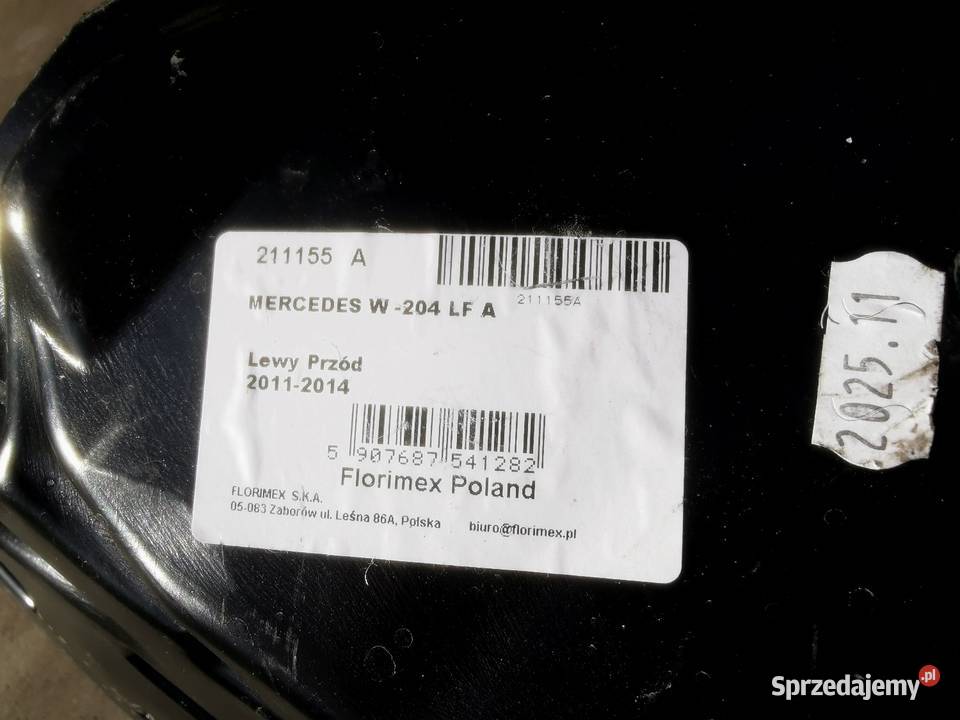 211155 A
211155A
MERCEDES W -204 LF A
Lewy Przód
2011-2014
5 907687 541282
Florimex Poland
FLORIMEX S.K.A.
05-083 Zaborów ul. Leśna 86A, Polska biuro@florimex.pl
2025.11
Sprzedajemy.pl